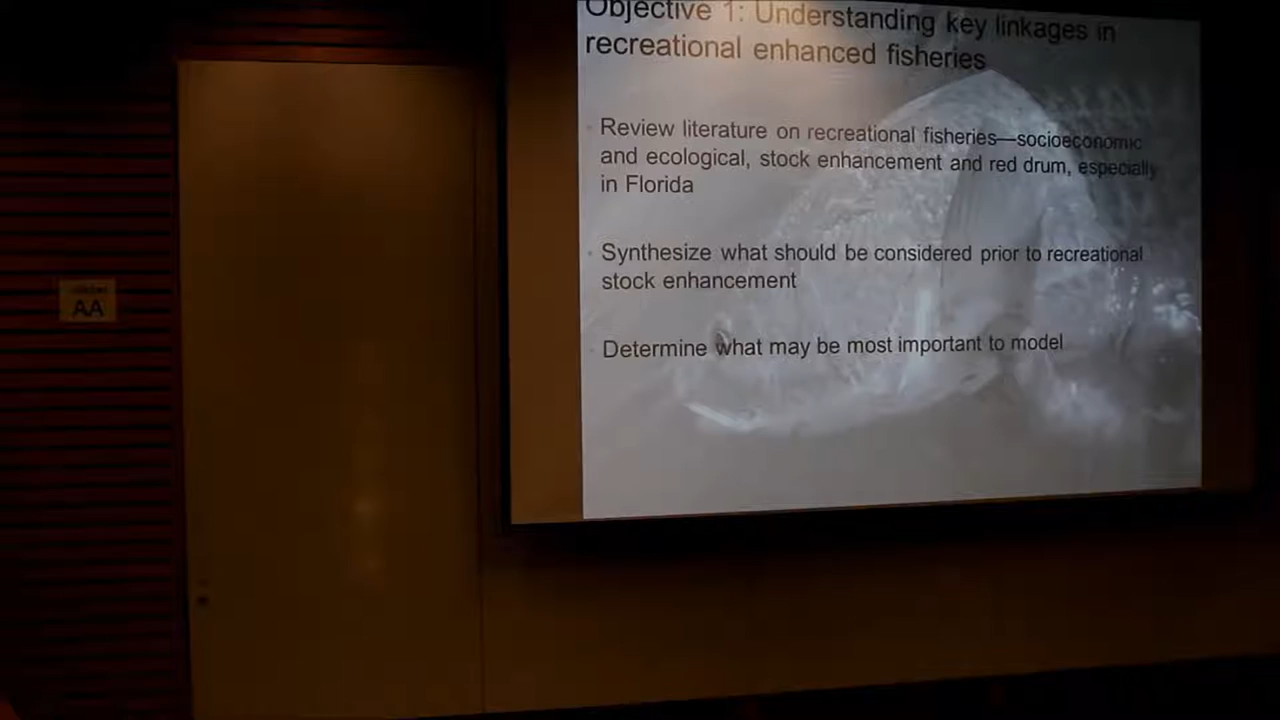 Objective 1: Understanding key linkages in
recreational enhanced fisheries
Review literature on recreational fisheries—socioeconomic
and ecological, stock enhancement and red drum, especially
in Florida
Synthesize what should be considered prior to recreational
stock enhancement
Determine what may be most important to model
AA